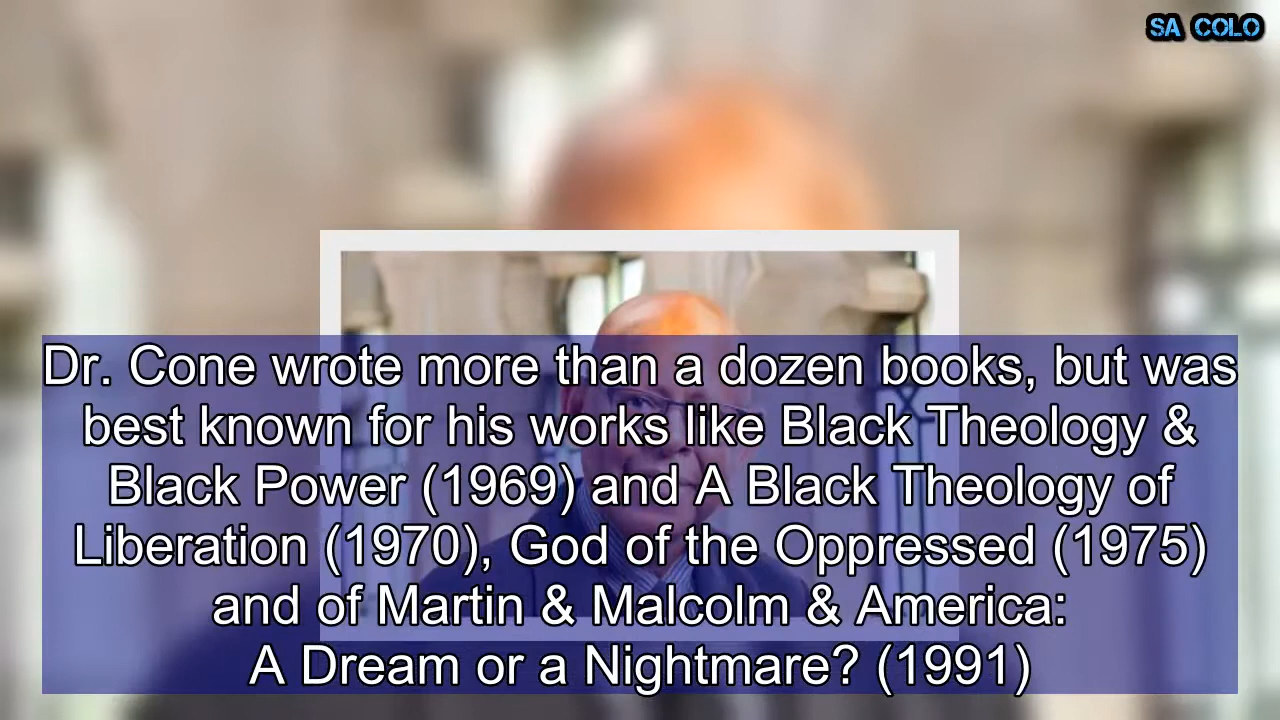 SA COLO
Dr. Cone wrote more than a dozen books, but was
best known for his works like Black Theology &
Black Power (1969) and A Black Theology of
Liberation (1970), God of the Oppressed (1975)
and of Martin & Malcolm & America:
A Dream or a Nightmare? (1991)